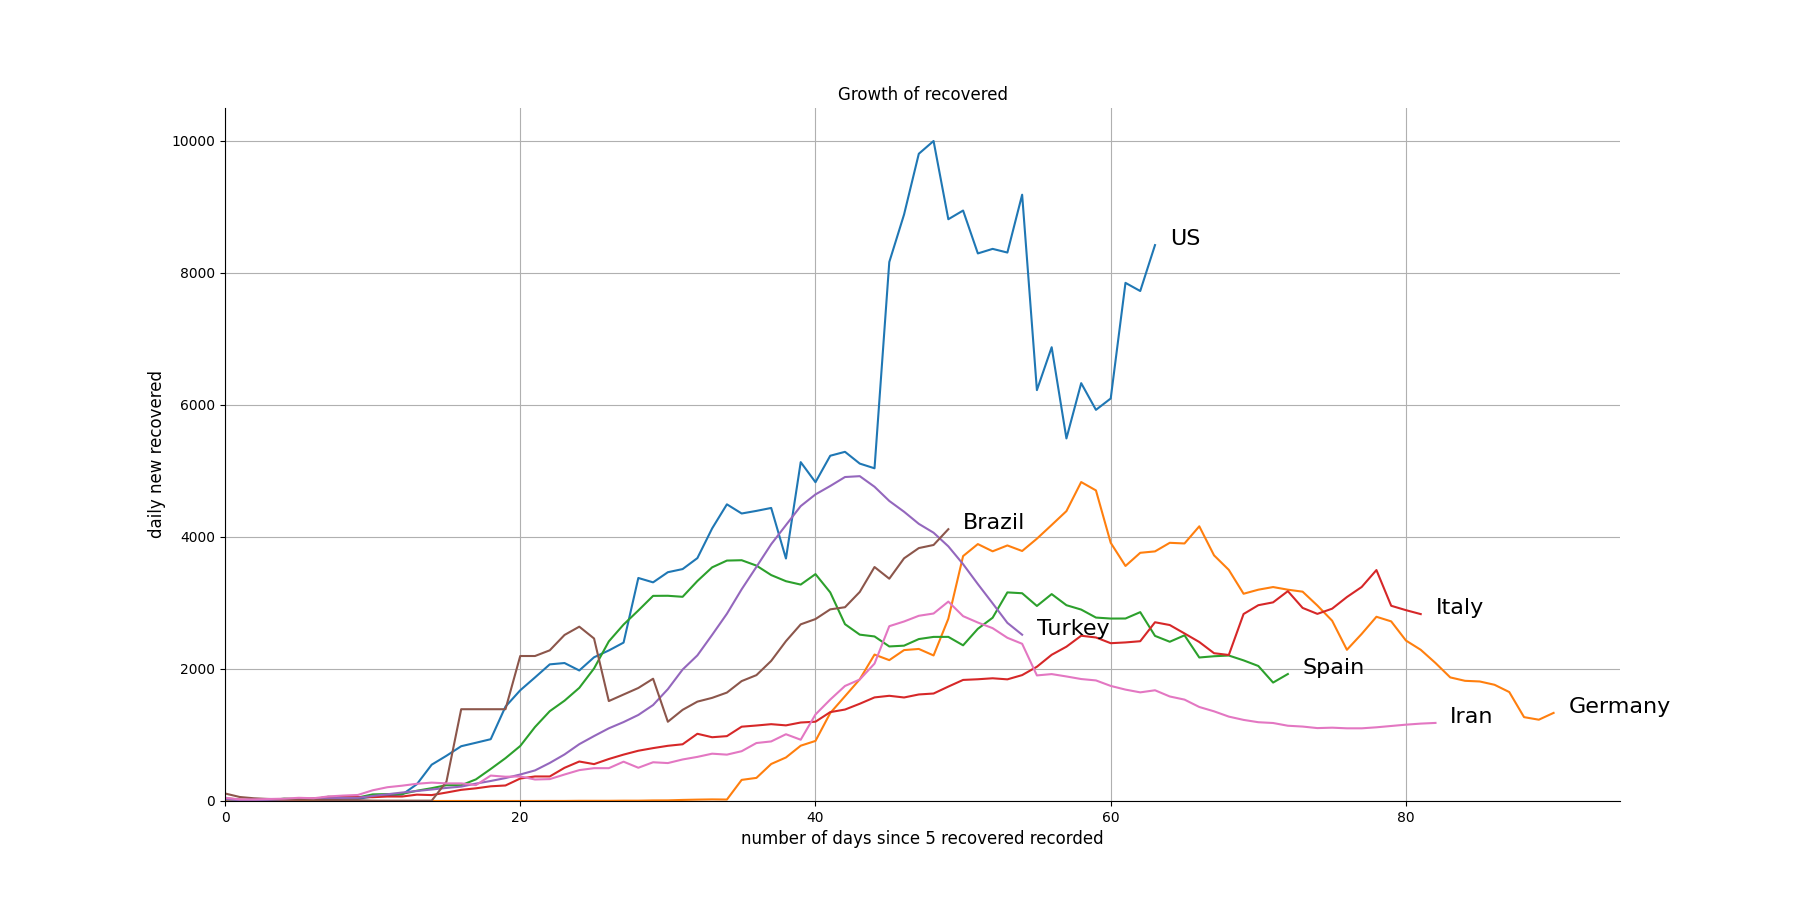 Growth of recovered
10000
8000
6000
4000
2000
0
daily new recovered
US
Brazil
Turkey
Italy
Spain
Germany
Iran
0 20 40 60 80
number of days since 5 recovered recorded